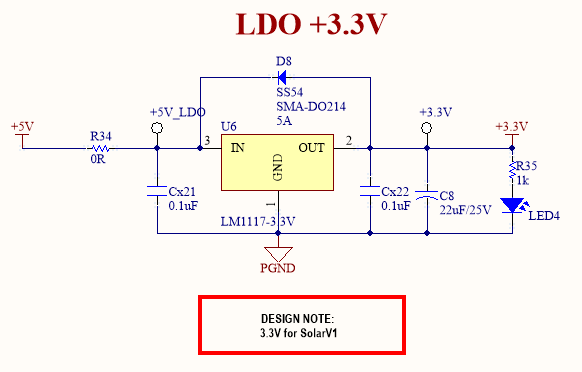 LDO +3.3V
D8
SS54
SMA-DO214
5A
+5V_LDO
+3.3V
+5V
+3.3V
R34
0R
U6
3
IN
OUT
2
GND
1
R35
1k
Cx21
0.1uF
Cx22
0.1uF
C8
22uF/25V
LED4
LM1117-3.3V
PGND
DESIGN NOTE:
3.3V for SolarV1